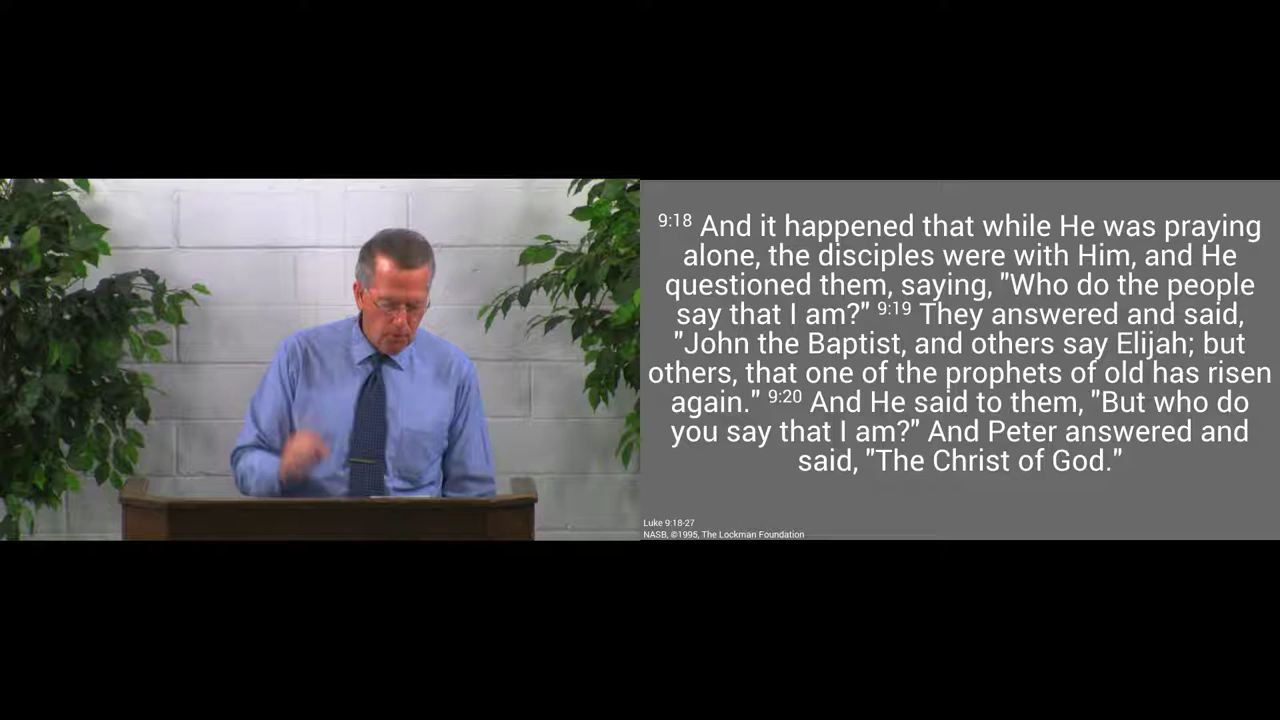 9:18 And it happened that while He was praying
alone, the disciples were with Him, and He
questioned them, saying, "Who do the people
say that I am?" 9:19 They answered and said,
"John the Baptist, and others say Elijah; but
others, that one of the prophets of old has risen
again." 9:20 And He said to them, "But who do
you say that I am?" And Peter answered and
said, "The Christ of God."
Luke 9:18-27
NASB, ©1995, The Lockman Foundation